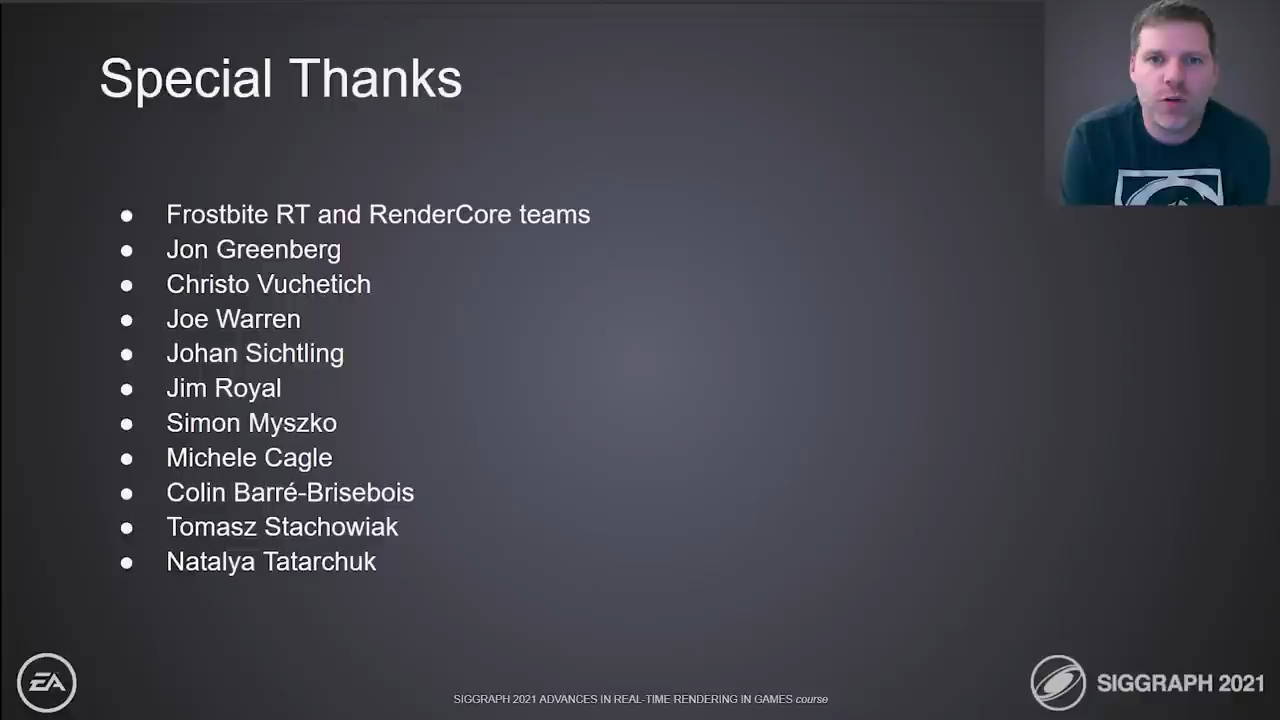 Special Thanks
● Frostbite RT and RenderCore teams
● Jon Greenberg
● Christo Vuchetich
● Joe Warren
● Johan Sichtling
● Jim Royal
● Simon Myszko
● Michele Cagle
● Colin Barré-Brisebois
● Tomasz Stachowiak
● Natalya Tatarchuk
EA
SIGGRAPH 2021 ADVANCES IN REAL-TIME RENDERING IN GAMES course
SIGGRAPH 2021